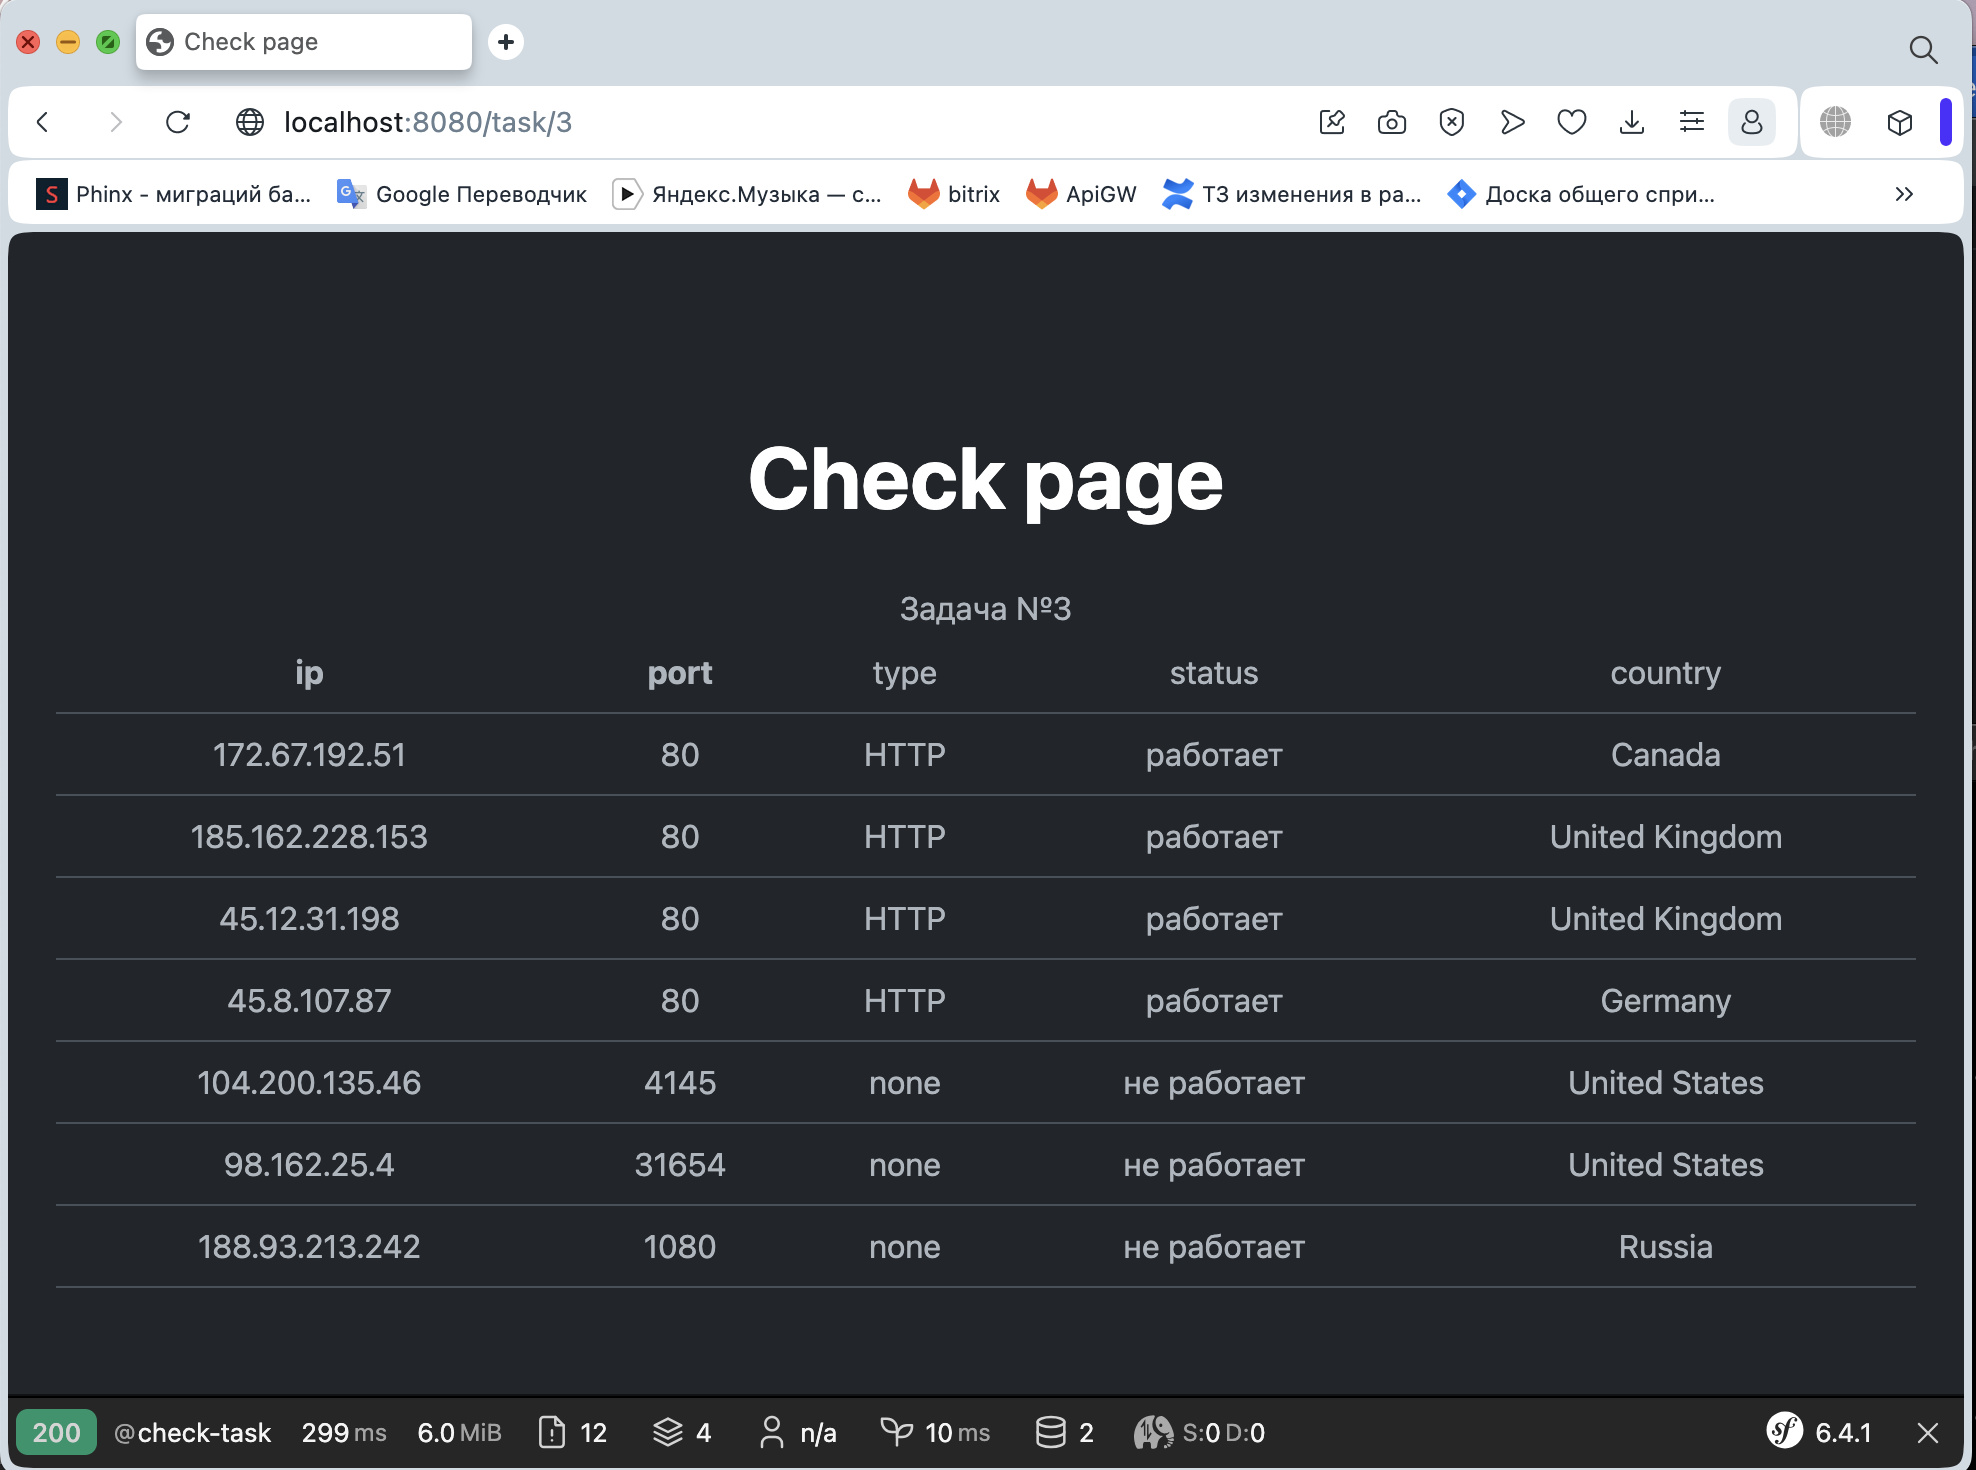 Check page
localhost:8080/task/3
Phinx - миграций ба... Google Переводчик Яндекс.Музыка — с... bitrix ApiGW ТЗ изменения в ра... Доска общего спри...
Check page
Задача №3
ip port type status country
172.67.192.51 80 HTTP работает Canada
185.162.228.153 80 HTTP работает United Kingdom
45.12.31.198 80 HTTP работает United Kingdom
45.8.107.87 80 HTTP работает Germany
104.200.135.46 4145 none не работает United States
98.162.25.4 31654 none не работает United States
188.93.213.242 1080 none не работает Russia
200 @check-task 299 ms 6.0 MiB 12 4 n/a 10 ms 2 S:0 D:0 6.4.1